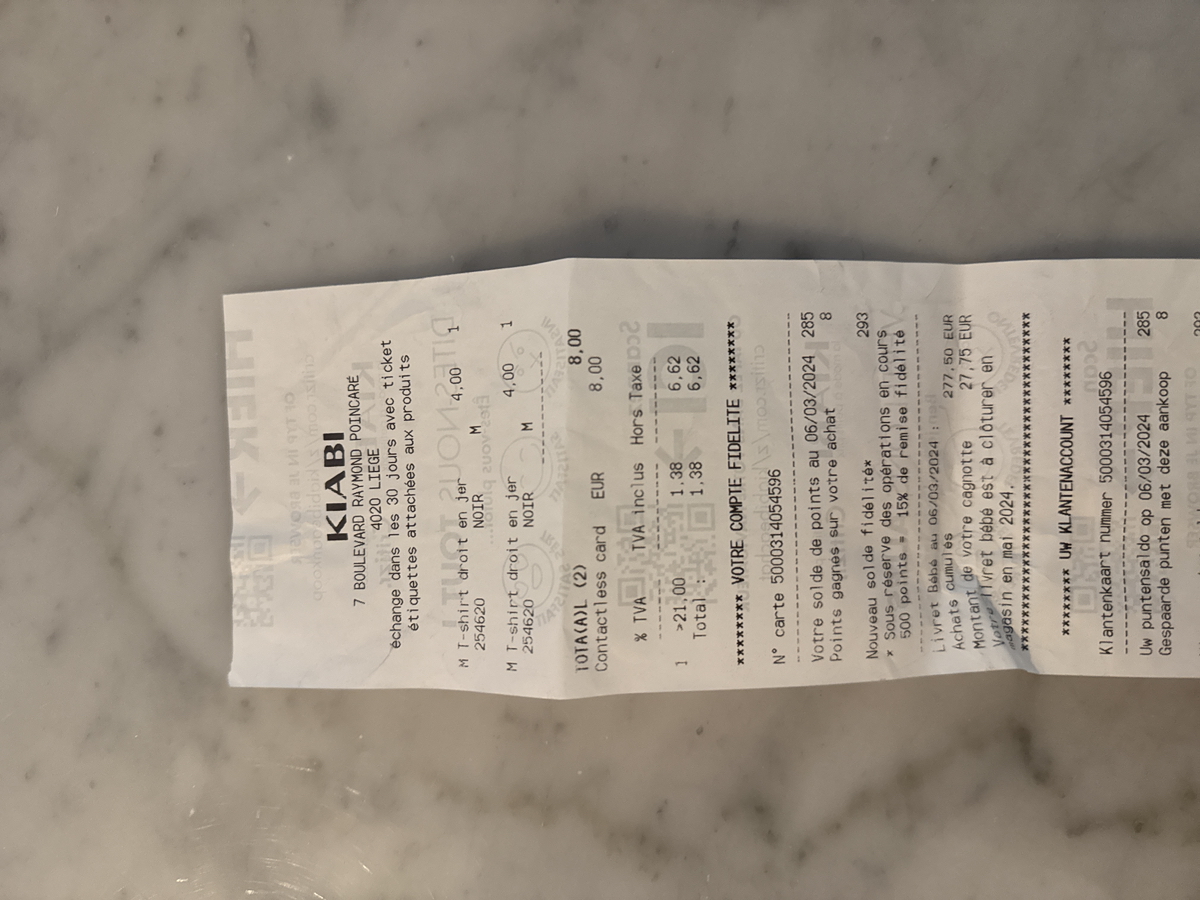 KIABI
7 BOULEVARD RAYMOND POINCARÉ
4020 LIEGE
échange dans les 30 jours avec ticket
étiquettes attachées aux produits
M T-shirt droit en jer 4,00 1
254620 NOIR M
M T-shirt droit en jer 4,00 1
254620 NOIR M
TOTA(A)L (2) 8,00
Contactless card EUR 8,00
% TVA TVA inclus Hors Taxe
1 >21,00 1,38 6,62
Total : 1,38 6,62
******** VOTRE COMPTE FIDELITE ********
N° carte 5000314054596
Votre solde de points au 06/03/2024 285
Points gagnés sur votre achat 8
Nouveau solde fidélité* 293
* Sous réserve des opérations en cours
500 points = 15% de remise fidélité
Livret Bébé au 06/03/2024 :
Achats cumulés 277,50 EUR
Montant de votre cagnotte 27,75 EUR
Votre livret bébé est à clôturer en
magasin en mai 2024.
****************************************
******** UW KLANTENACCOUNT ********
Klantenkaart nummer 5000314054596
Uw puntensaldo op 06/03/2024 285
Gespaarde punten met deze aankoop 8
293